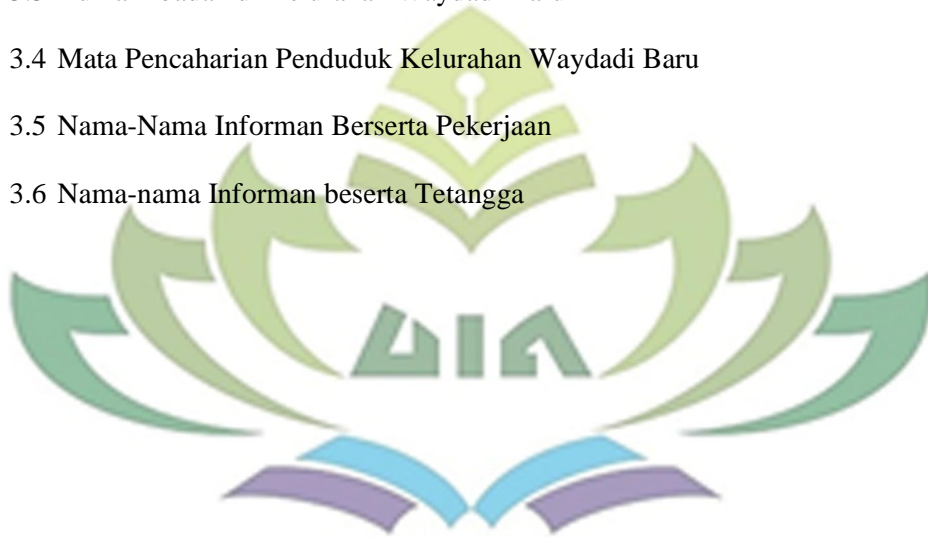 3.4 Mata Pencaharian Penduduk Kelurahan Waydadi Baru
3.5 Nama-Nama Informan Berserta Pekerjaan
3.6 Nama-nama Informan beserta Tetangga
UIN